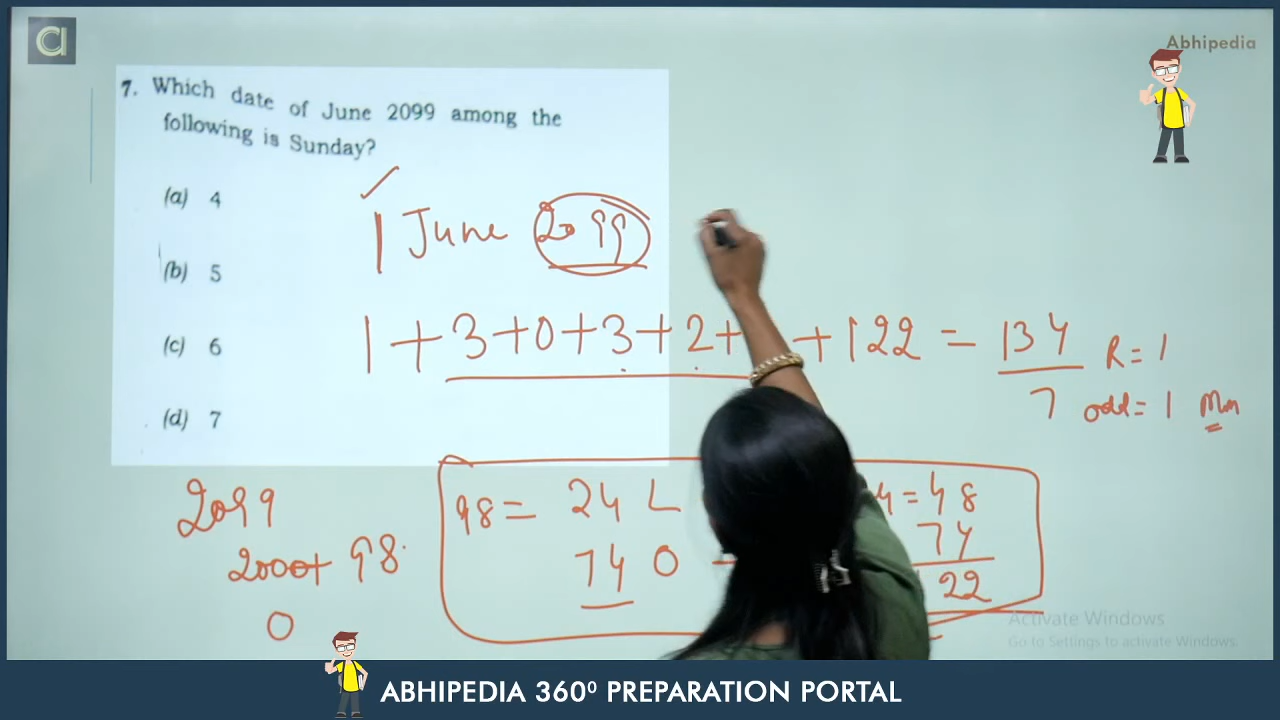 Abhipedia
7. Which date of June 2099 among the
following is Sunday?
(a) 4
(b) 5
(c) 6
(d) 7
1 June 2099
1 + 3 + 0 + 3 + 2 + + 122 = 134
7
R = 1
odd = 1 Mon
2099
2000 + 98
0
98 = 24 L
74 O
4 = 48
74
22
Activate Windows
Go to Settings to activate Windows.
ABHIPEDIA 360⁰ PREPARATION PORTAL